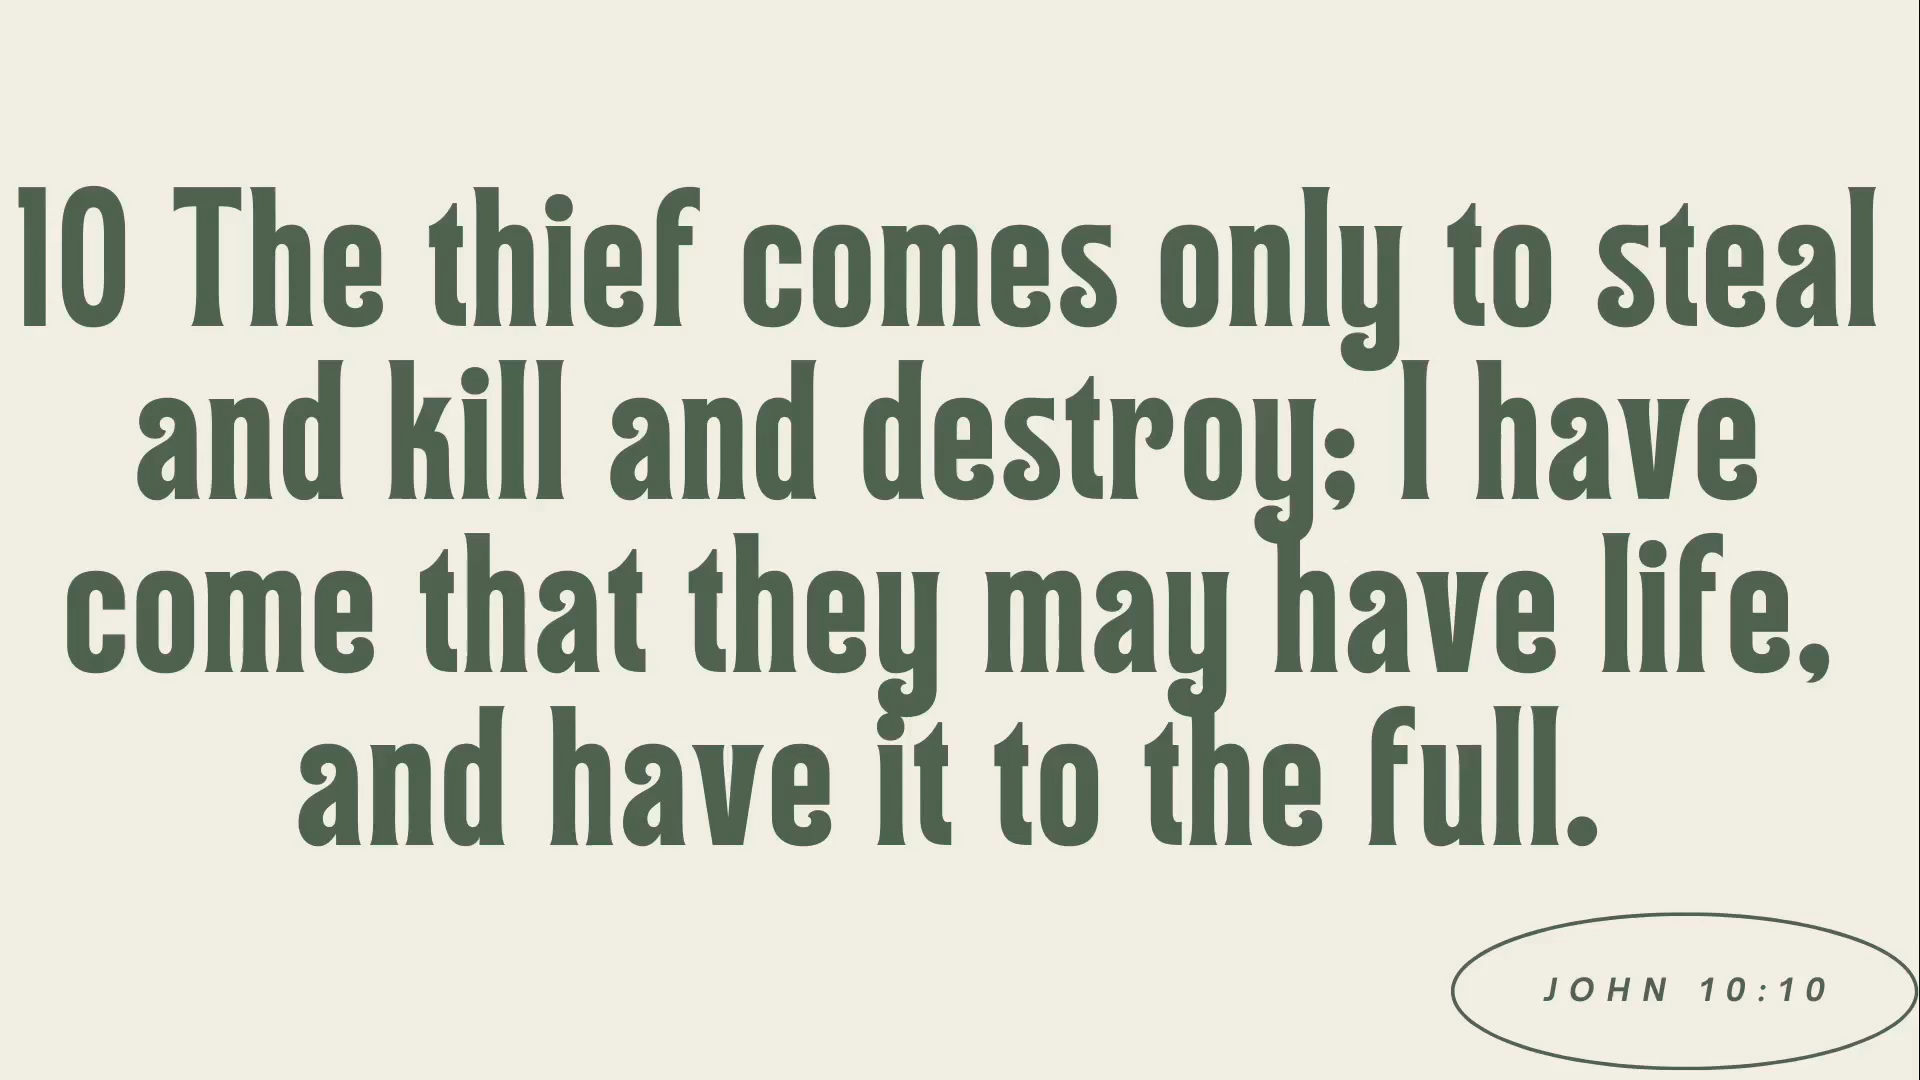 10 The thief comes only to steal
and kill and destroy; I have
come that they may have life,
and have it to the full.
JOHN 10:10